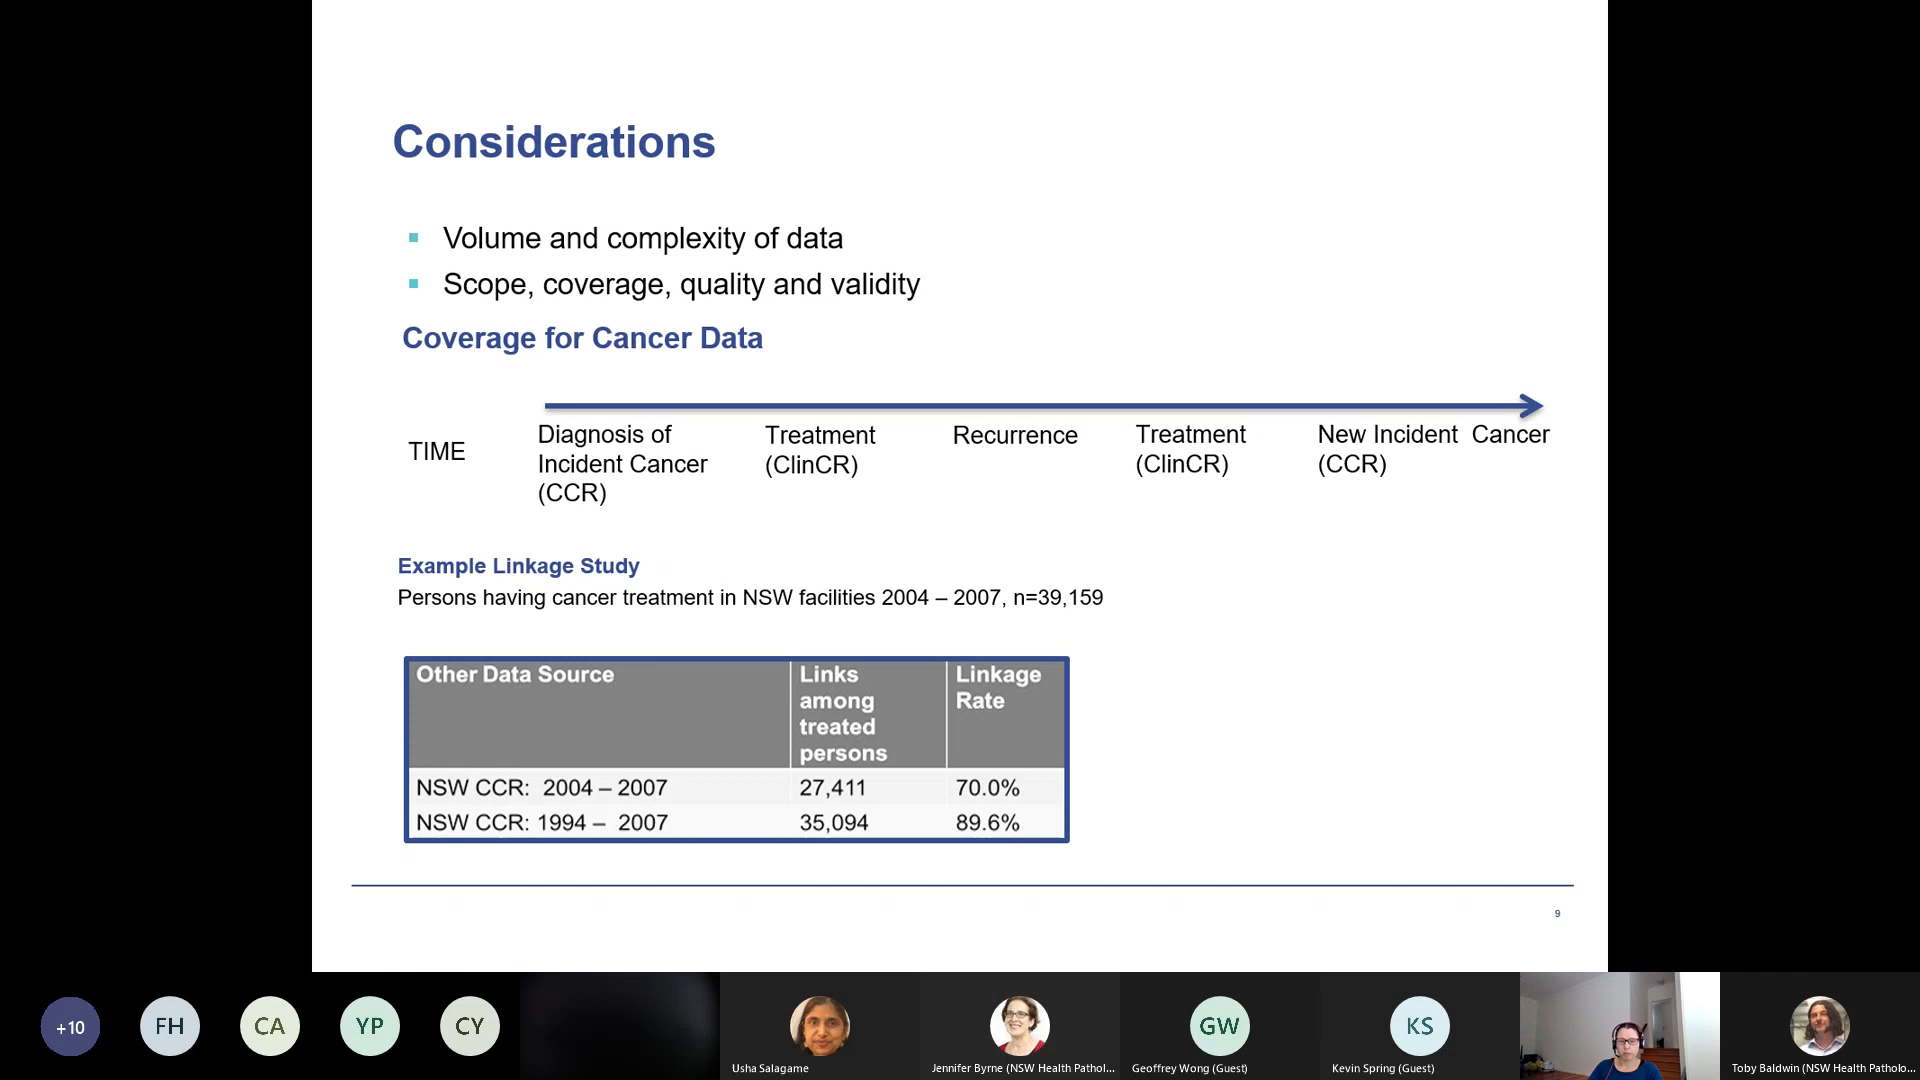 Considerations
Volume and complexity of data
Scope, coverage, quality and validity
Coverage for Cancer Data
TIME
Diagnosis of
Incident Cancer
(CCR)
Treatment
(ClinCR)
Recurrence
Treatment
(ClinCR)
New Incident Cancer
(CCR)
Example Linkage Study
Persons having cancer treatment in NSW facilities 2004 – 2007, n=39,159
Other Data Source
Links
among
treated
persons
Linkage
Rate
NSW CCR: 2004 – 2007 27,411 70.0%
NSW CCR: 1994 – 2007 35,094 89.6%
9
+10
FH
CA
YP
CY
GW
KS
Usha Salagame
Jennifer Byrne (NSW Health Pathol...
Geoffrey Wong (Guest)
Kevin Spring (Guest)
Toby Baldwin (NSW Health Patholo...